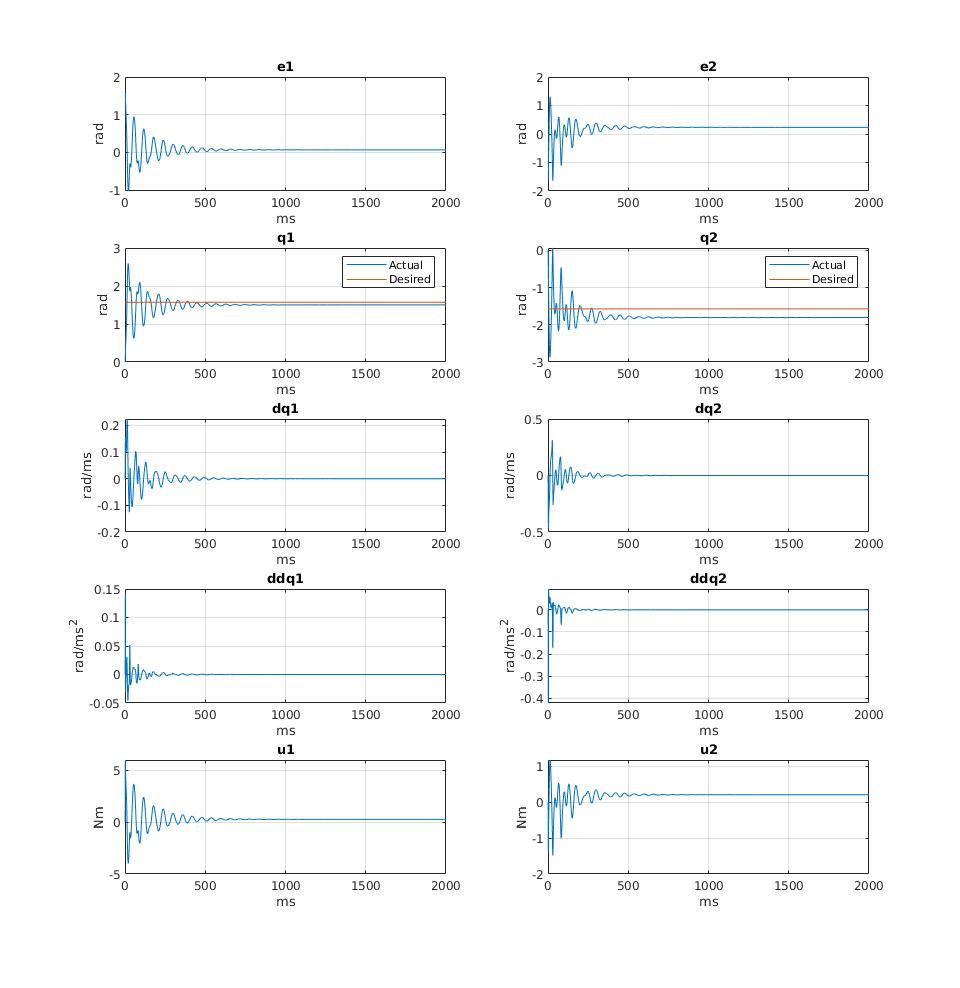 e1
2
1
0
-1
rad
0 500 1000 1500 2000
ms
e2
2
1
0
-1
-2
rad
0 500 1000 1500 2000
ms
q1
3
2
1
0
rad
Actual
Desired
0 500 1000 1500 2000
ms
q2
0
-1
-2
-3
rad
Actual
Desired
0 500 1000 1500 2000
ms
dq1
0.2
0.1
0
-0.1
-0.2
rad/ms
0 500 1000 1500 2000
ms
dq2
0.5
0
-0.5
rad/ms
0 500 1000 1500 2000
ms
ddq1
0.15
0.1
0.05
0
-0.05
rad/ms²
0 500 1000 1500 2000
ms
ddq2
0
-0.1
-0.2
-0.3
-0.4
rad/ms²
0 500 1000 1500 2000
ms
u1
5
0
-5
Nm
0 500 1000 1500 2000
ms
u2
1
0
-1
-2
Nm
0 500 1000 1500 2000
ms